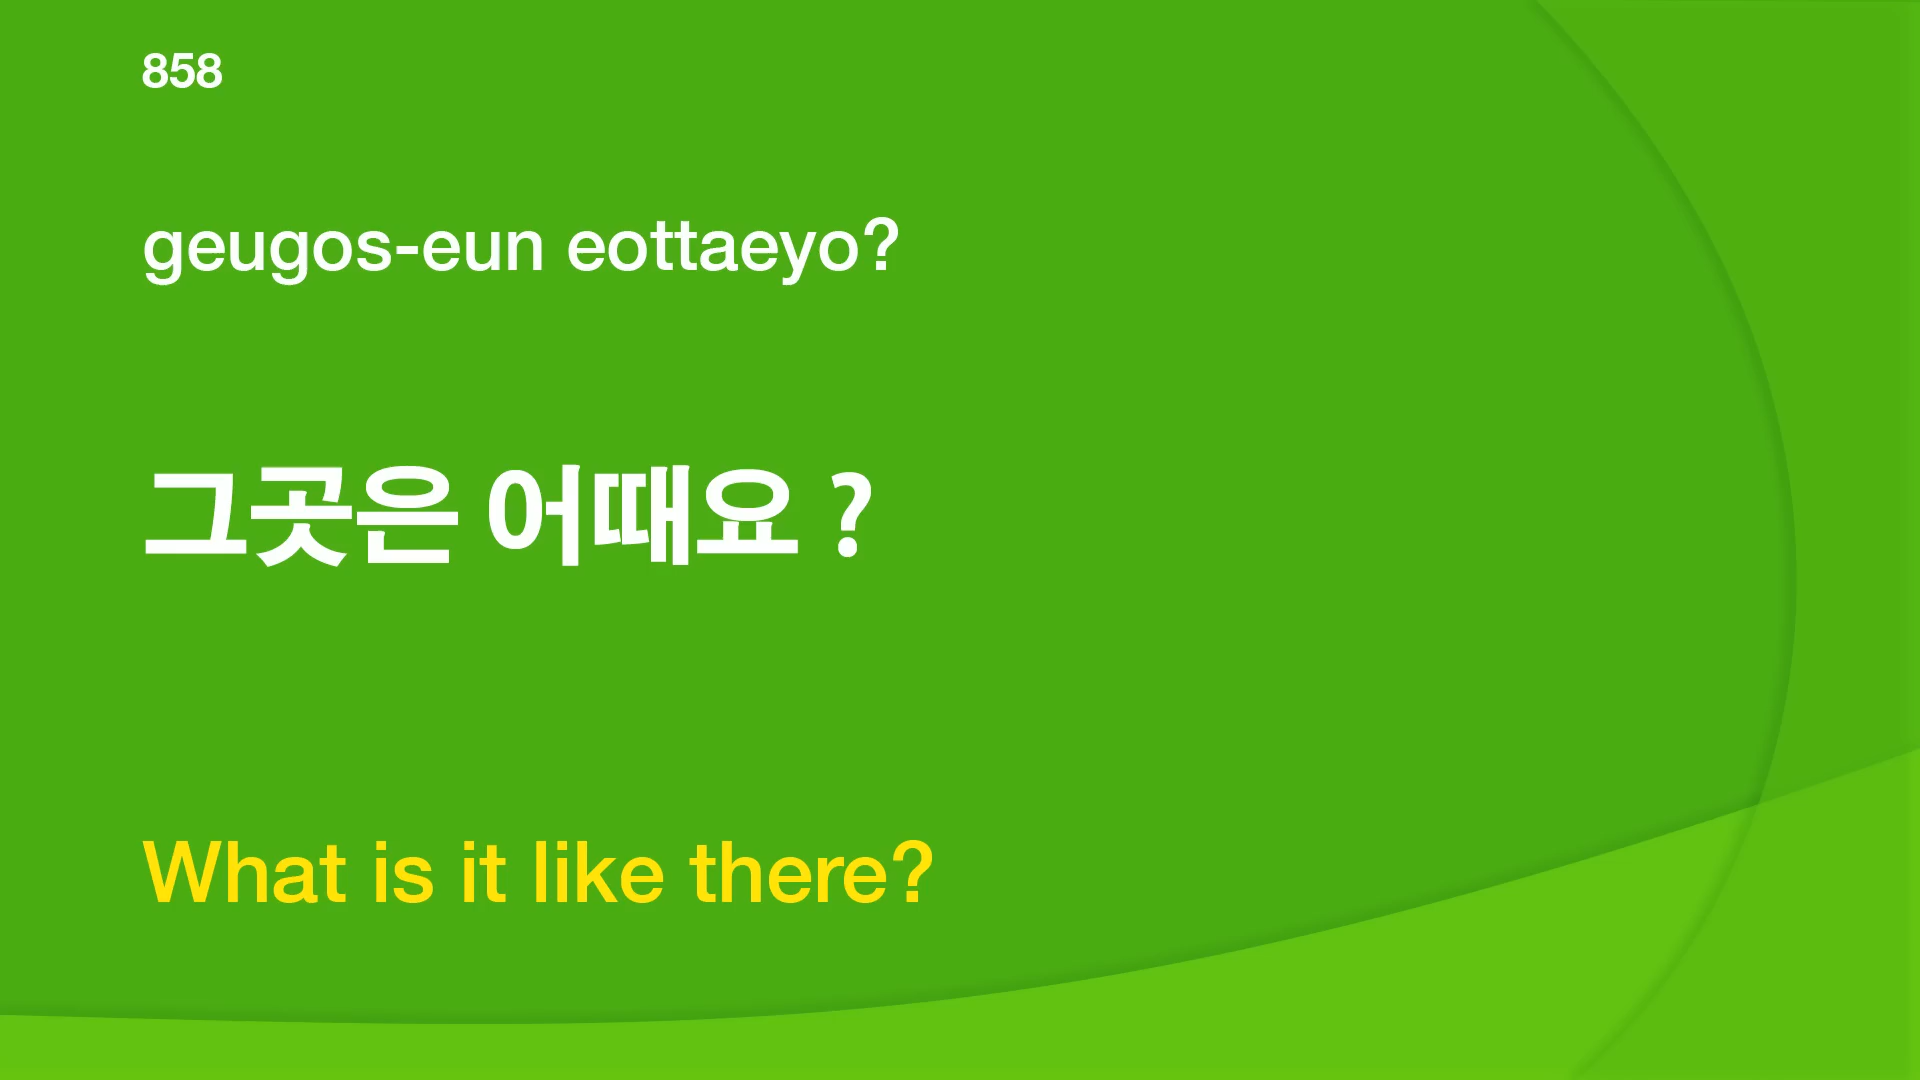 858
geugos-eun eottaeyo?
그곳은 어때요 ?
What is it like there?